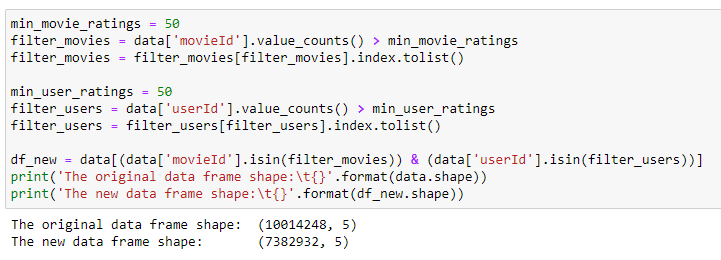 min_movie_ratings = 50
filter_movies = data['movieId'].value_counts() > min_movie_ratings
filter_movies = filter_movies[filter_movies].index.tolist()
min_user_ratings = 50
filter_users = data['userId'].value_counts() > min_user_ratings
filter_users = filter_users[filter_users].index.tolist()
df_new = data[(data['movieId'].isin(filter_movies)) & (data['userId'].isin(filter_users))]
print('The original data frame shape:\t{}'.format(data.shape))
print('The new data frame shape:\t{}'.format(df_new.shape))
The original data frame shape:  (10014248, 5)
The new data frame shape:       (7382932, 5)